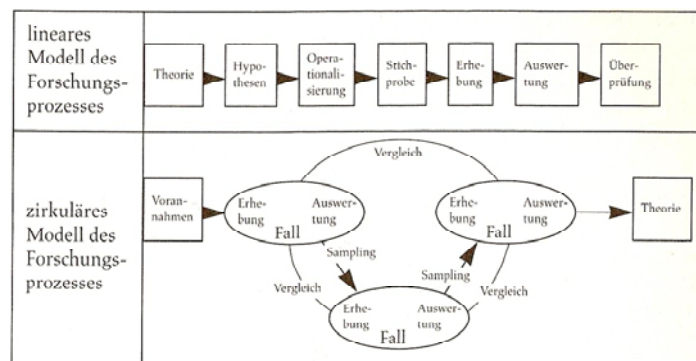 lineares
Modell des
Forschungs-
prozesses
Theorie
Hypo-
thesen
Opera-
tionali-
sierung
Stich-
probe
Erhe-
bung
Auswer-
tung
Über-
prüfung
zirkuläres
Modell des
Forschungs-
prozesses
Voran-
nahmen
Vergleich
Erhe-
bung
Auswer-
tung
Fall
Sampling
Vergleich
Erhe-
bung
Auswer-
tung
Fall
Sampling
Vergleich
Erhe-
bung
Auswer-
tung
Fall
Theorie